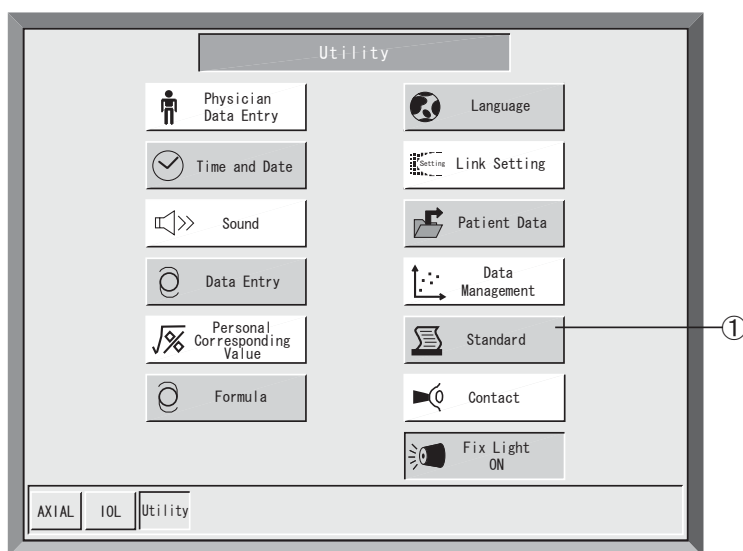 Utility
Physician
Data Entry
Time and Date
Sound
Data Entry
Personal
Corresponding
Value
Formula
Language
Setting
Link Setting
Patient Data
Data
Management
Standard
Contact
Fix Light
ON
①
AXIAL
IOL
Utility